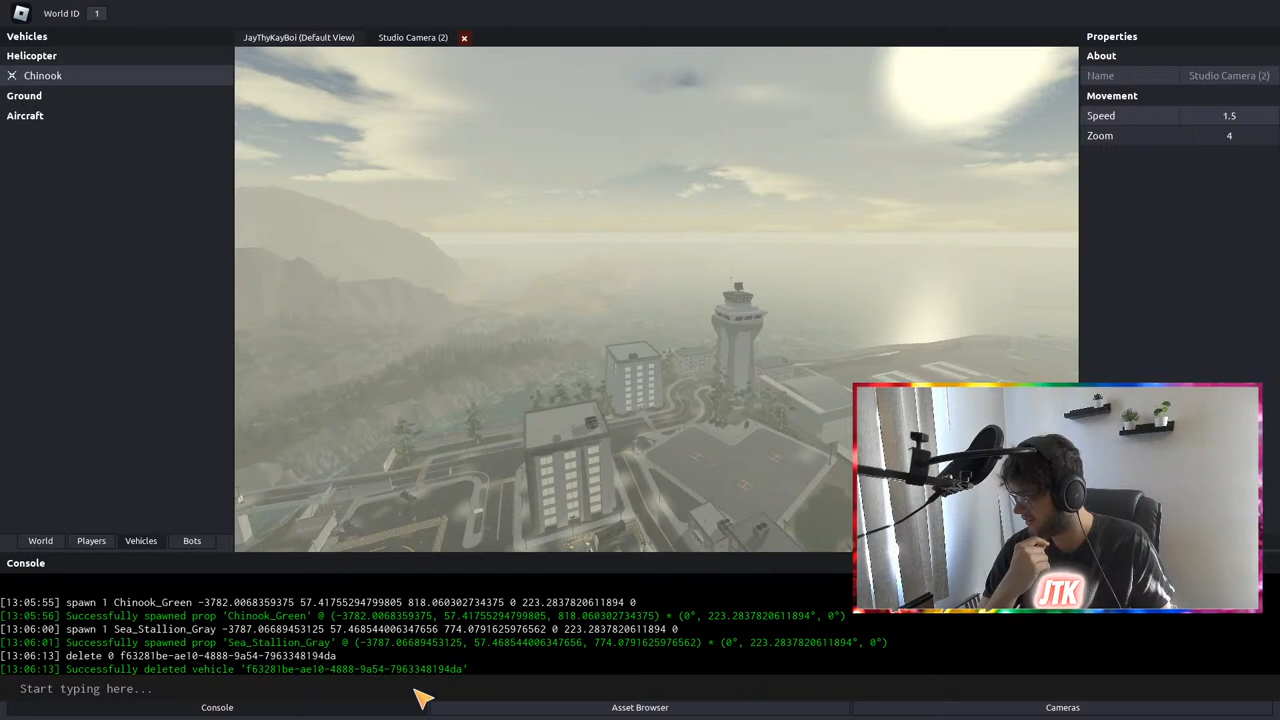 World ID 1
Vehicles
Helicopter
Chinook
Ground
Aircraft
JayThyKayBoi (Default View) Studio Camera (2) x
Properties
About
Name Studio Camera (2)
Movement
Speed 1.5
Zoom 4
World Players Vehicles Bots
Console
[13:05:55] spawn 1 Chinook_Green -3782.0068359375 57.41755294799805 818.060302734375 0 223.2837820611894 0
[13:05:56] Successfully spawned prop 'Chinook_Green' @ (-3782.0068359375, 57.41755294799805, 818.060302734375) * (0°, 223.2837820611894, 0°)
[13:06:00] spawn 1 Sea_Stallion_Gray -3787.06689453125 57.468544006347656 774.0791625976562 0 223.2837820611894 0
[13:06:01] Successfully spawned prop 'Sea_Stallion_Gray' @ (-3787.06689453125, 57.468544006347656, 774.0791625976562) * (0°, 223.2837820611894, 0°)
[13:06:13] delete 0 f63281be-ae10-4888-9a54-7963348194da
[13:06:13] Successfully deleted vehicle 'f63281be-ae10-4888-9a54-7963348194da'
Start typing here...
Console Asset Browser Cameras
JTK